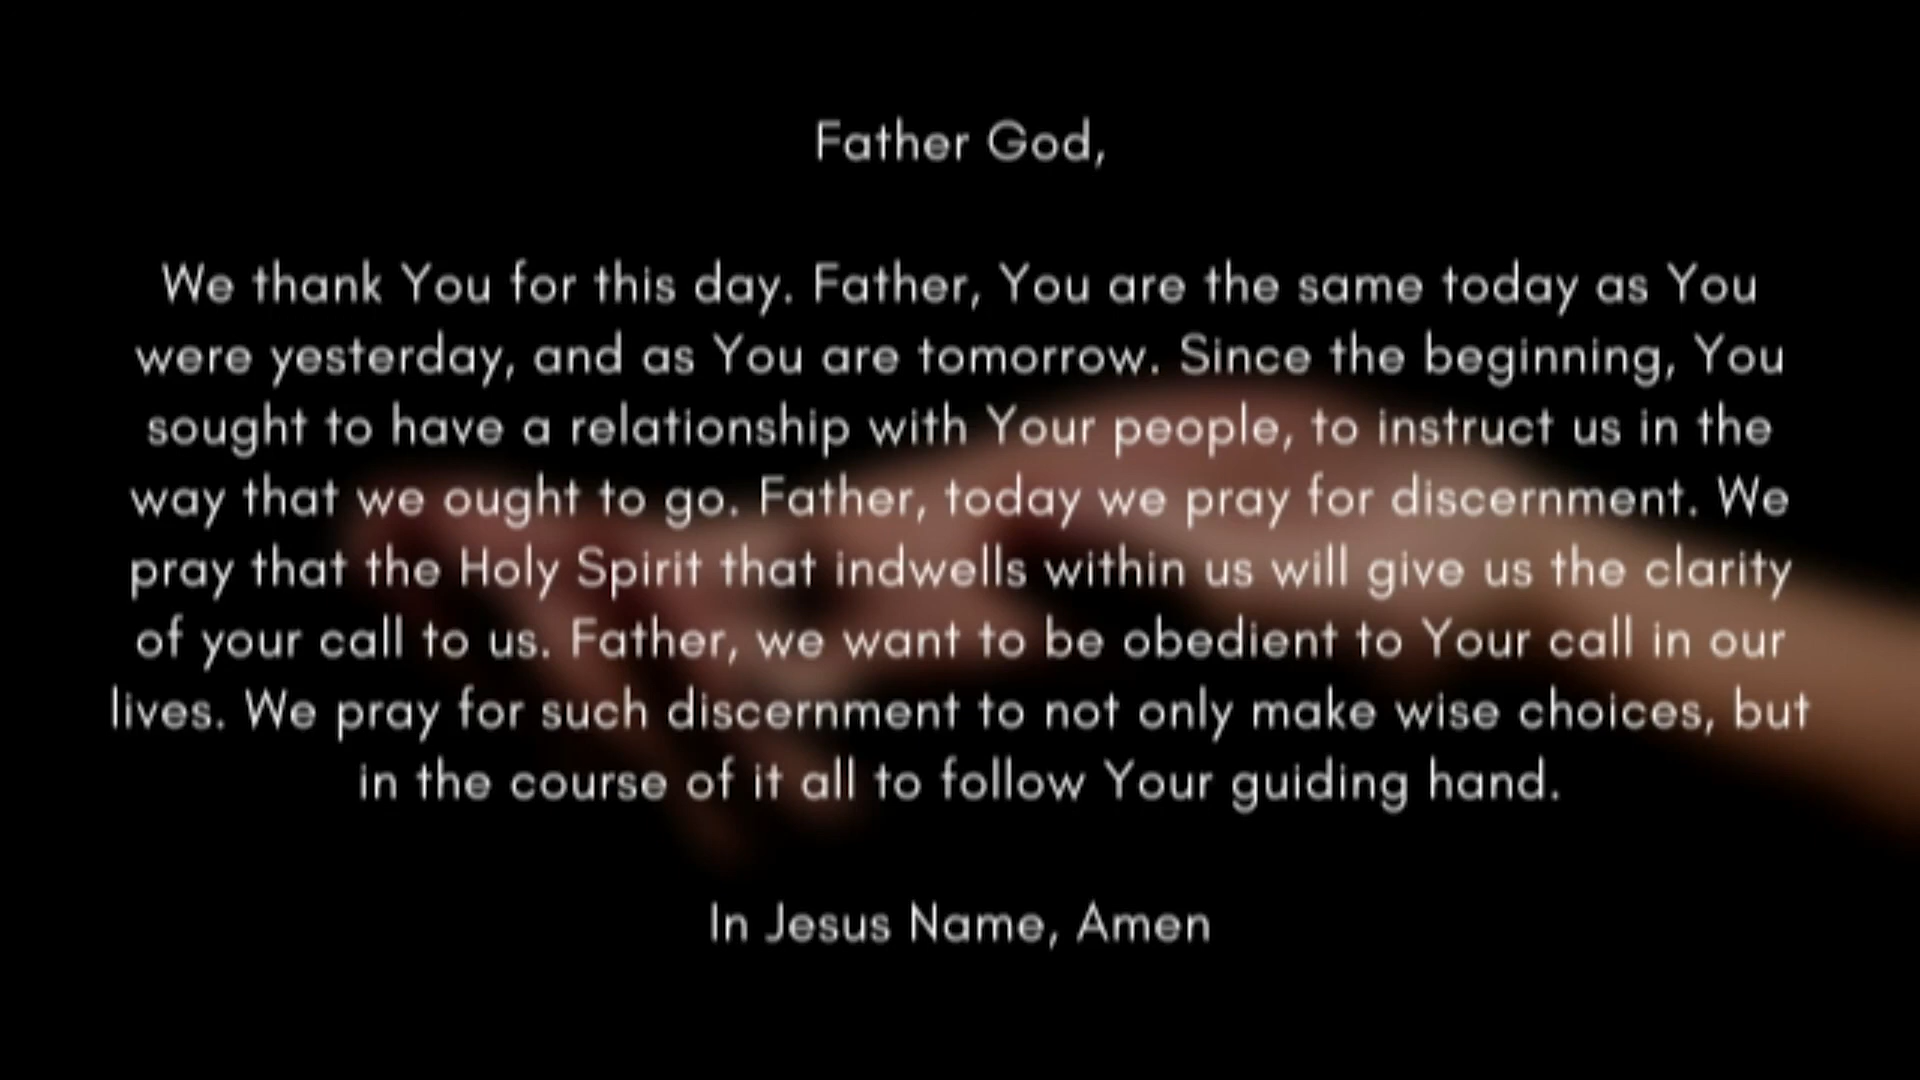 Father God,
We thank You for this day. Father, You are the same today as You
were yesterday, and as You are tomorrow. Since the beginning, You
sought to have a relationship with Your people, to instruct us in the
way that we ought to go. Father, today we pray for discernment. We
pray that the Holy Spirit that indwells within us will give us the clarity
of your call to us. Father, we want to be obedient to Your call in our
lives. We pray for such discernment to not only make wise choices, but
in the course of it all to follow Your guiding hand.
In Jesus Name, Amen